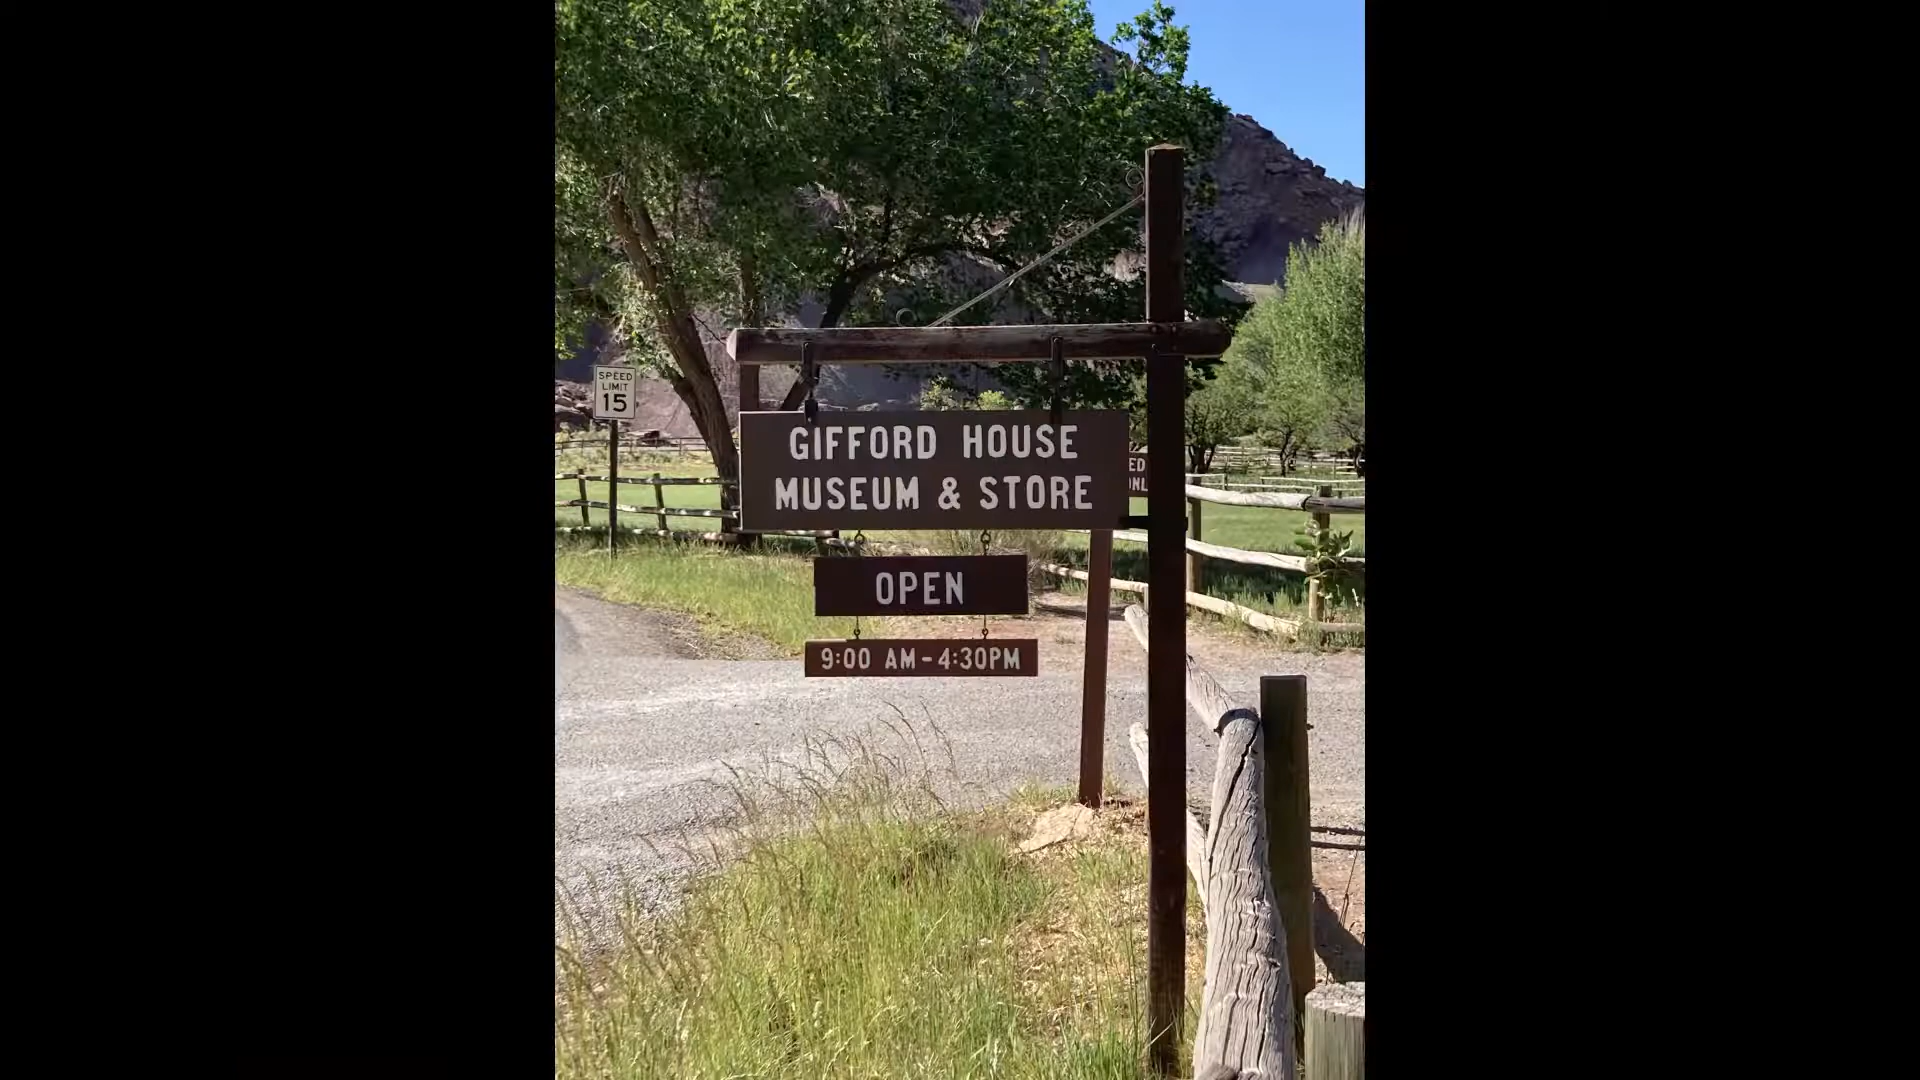 SPEED
LIMIT
15
GIFFORD HOUSE
MUSEUM & STORE
OPEN
9:00 AM-4:30PM